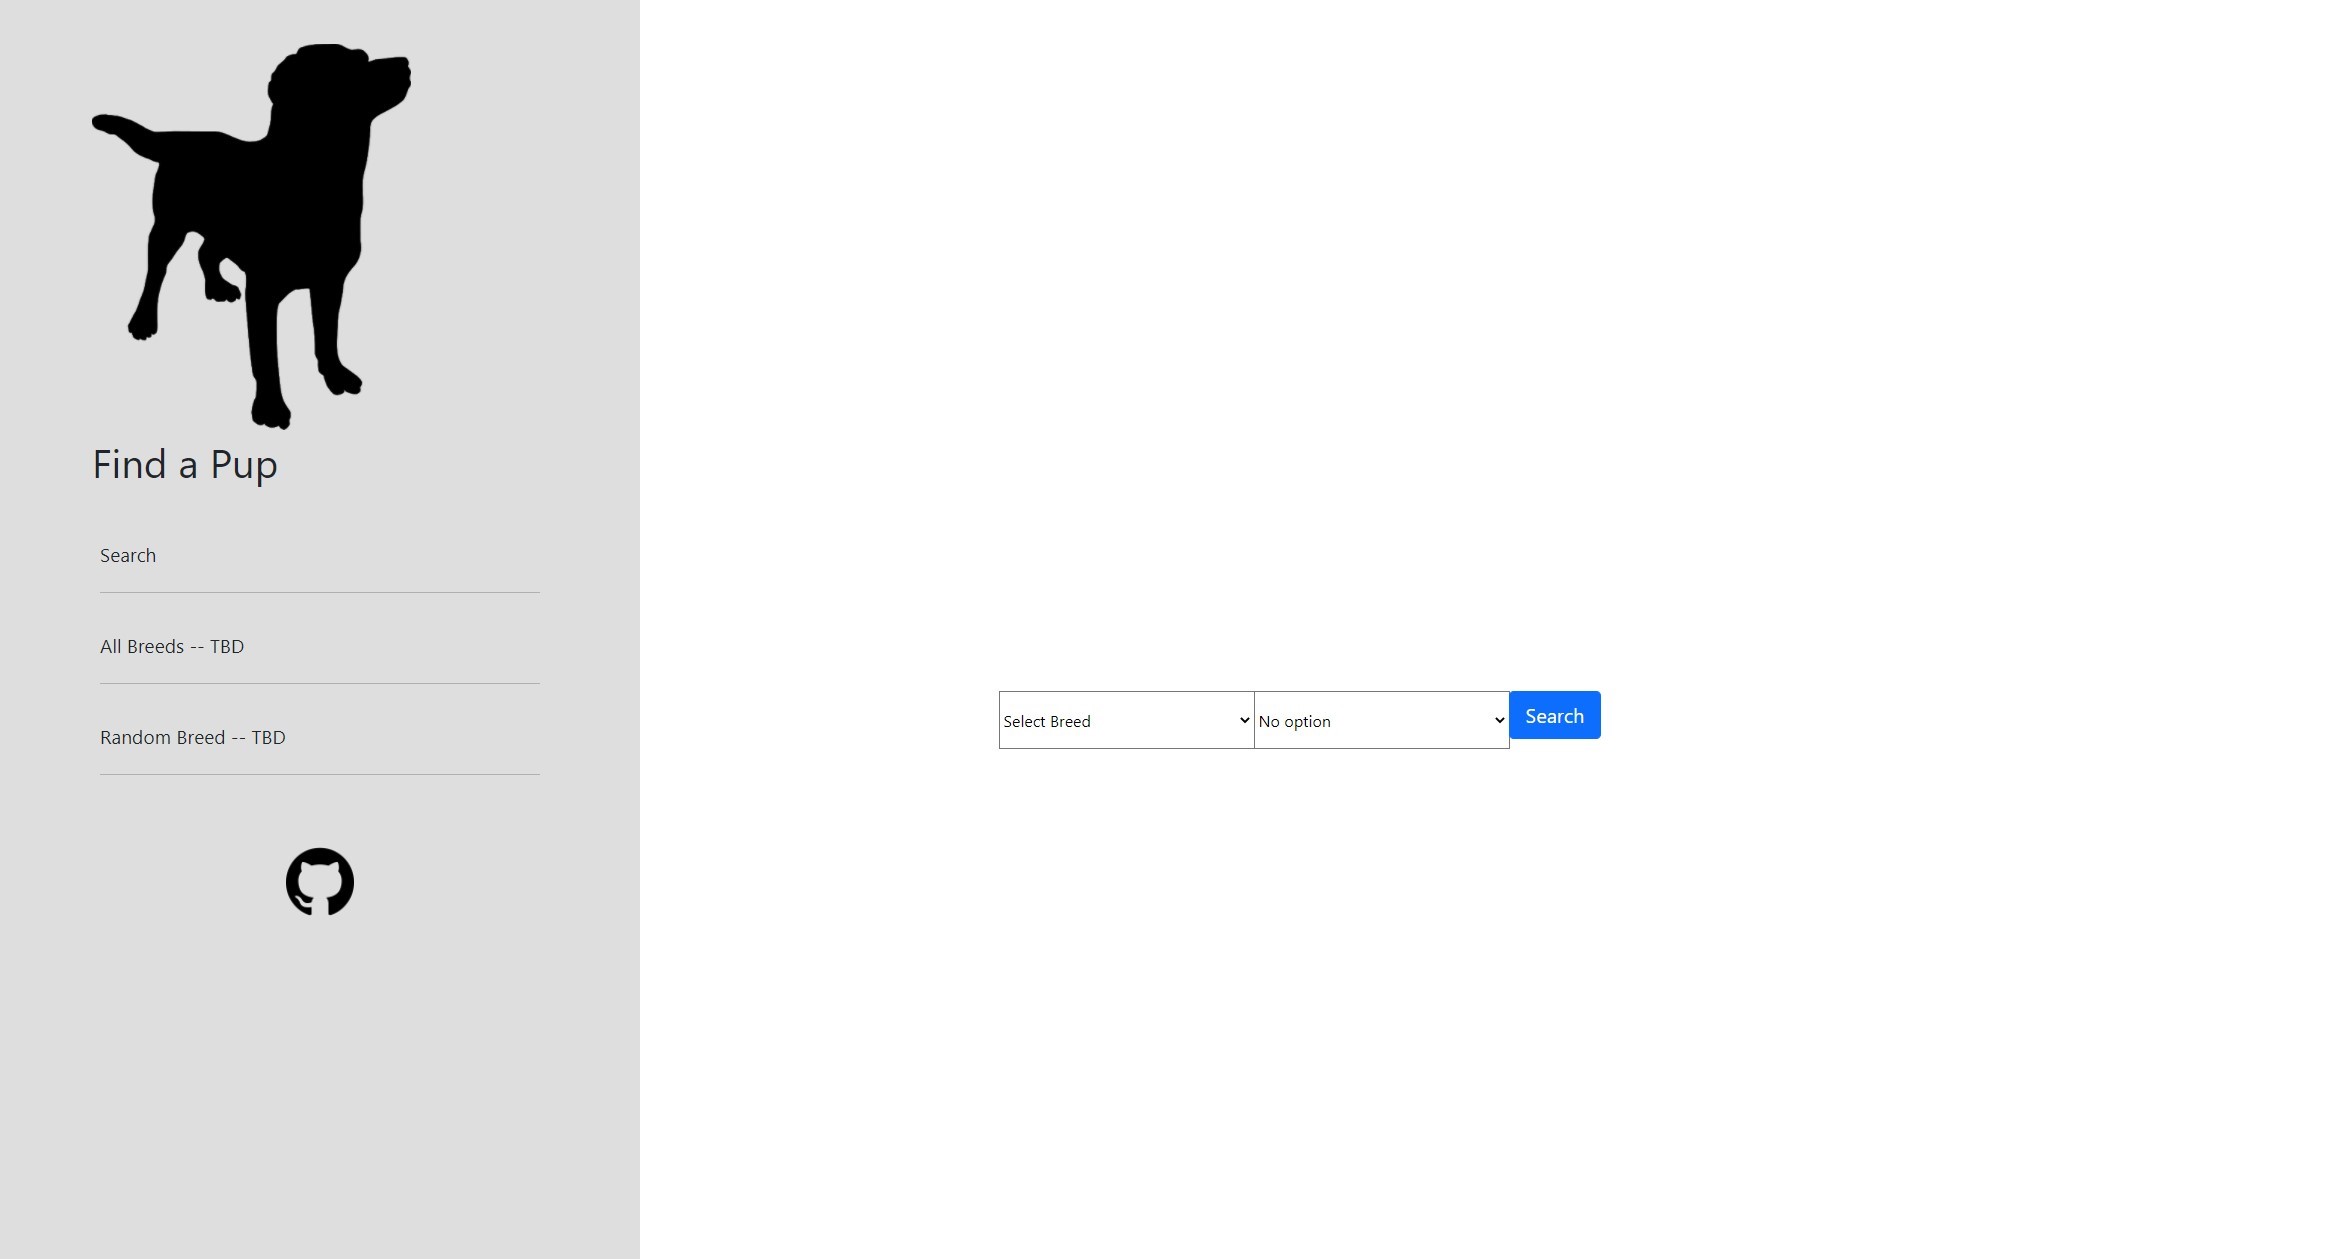 Find a Pup
Search
All Breeds -- TBD
Random Breed -- TBD
Select Breed
No option
Search